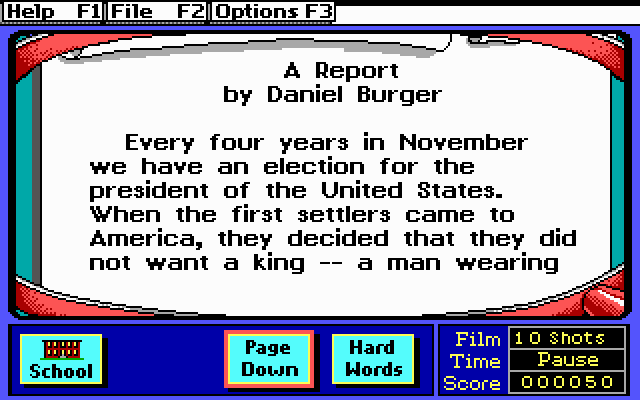 Help F1 File F2 Options F3
A Report
by Daniel Burger
Every four years in November
we have an election for the
president of the United States.
When the first settlers came to
America, they decided that they did
not want a king -- a man wearing
School
Page
Down
Hard
Words
Film 10 Shots
Time Pause
Score 000050